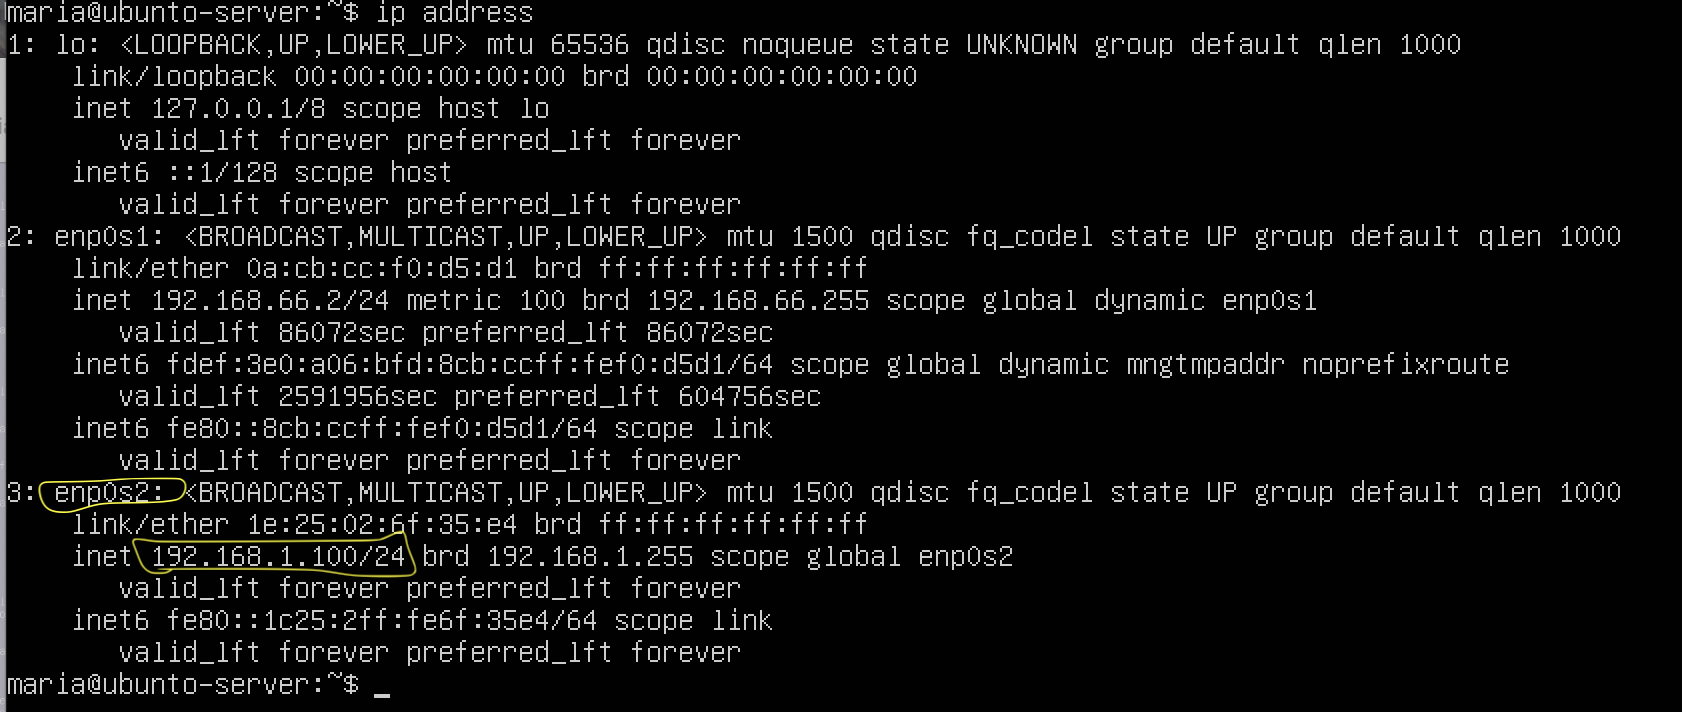 maria@ubunto-server:~$ ip address
1: lo: <LOOPBACK,UP,LOWER_UP> mtu 65536 qdisc noqueue state UNKNOWN group default qlen 1000
link/loopback 00:00:00:00:00:00 brd 00:00:00:00:00:00
inet 127.0.0.1/8 scope host lo
valid_lft forever preferred_lft forever
inet6 ::1/128 scope host
valid_lft forever preferred_lft forever
2: enp0s1: <BROADCAST,MULTICAST,UP,LOWER_UP> mtu 1500 qdisc fq_codel state UP group default qlen 1000
link/ether 0a:cb:cc:f0:d5:d1 brd ff:ff:ff:ff:ff:ff
inet 192.168.66.2/24 metric 100 brd 192.168.66.255 scope global dynamic enp0s1
valid_lft 86072sec preferred_lft 86072sec
inet6 fdef:3e0:a06:bfd:8cb:ccff:fef0:d5d1/64 scope global dynamic mngtmpaddr noprefixroute
valid_lft 2591956sec preferred_lft 604756sec
inet6 fe80::8cb:ccff:fef0:d5d1/64 scope link
valid_lft forever preferred_lft forever
3: enp0s2: <BROADCAST,MULTICAST,UP,LOWER_UP> mtu 1500 qdisc fq_codel state UP group default qlen 1000
link/ether 1e:25:02:6f:35:e4 brd ff:ff:ff:ff:ff:ff
inet 192.168.1.100/24 brd 192.168.1.255 scope global enp0s2
valid_lft forever preferred_lft forever
inet6 fe80::1c25:2ff:fe6f:35e4/64 scope link
valid_lft forever preferred_lft forever
maria@ubunto-server:~$ _